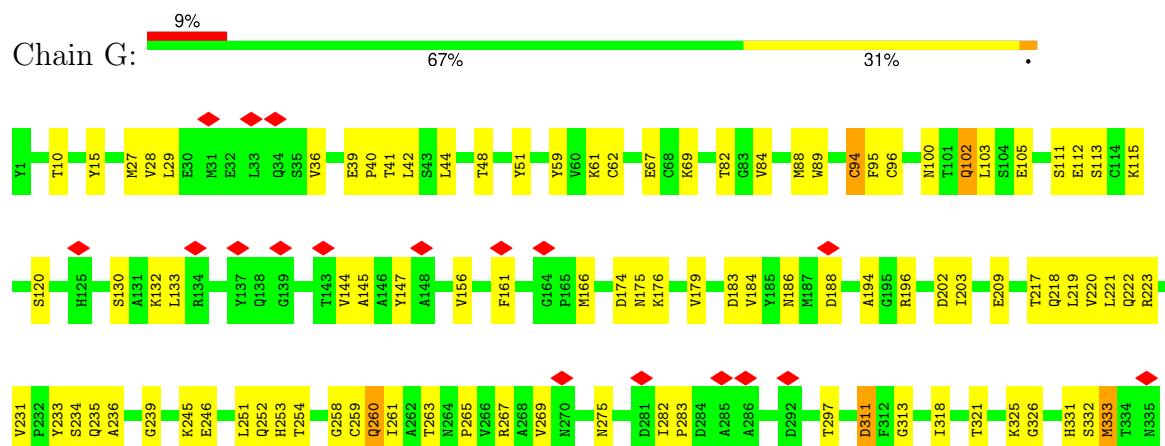 9%
Chain G:
67% 31% •
Y1 T10 Y15 M27 V28 L29 E30 M31 E32 L33 Q34 S35 V36 E39 P40 T41 L42 S43 L44 T48 Y51 Y59 V60 K61 C62 E67 C68 K69 T82 G83 V84 M88 W89 C94 F95 C96 N100 T101 Q102 L103 S104 E105 S111 E112 S113 C114 K115
S120 H125 S130 A131 K132 L133 R134 Y137 Q138 G139 T143 V144 A145 A146 Y147 A148 V156 F161 G164 P165 M166 D174 N175 K176 V179 D183 V184 Y185 N186 M187 D188 A194 G195 R196 D202 I203 E209 T217 Q218 L219 V220 L221 Q222 R223
V231 P232 Y233 S234 Q235 A236 G239 K245 E246 L251 Q252 H253 T254 G258 C259 Q260 I261 A262 T263 N264 P265 V266 R267 A268 V269 N270 N275 D281 I282 P283 D284 A285 A286 D292 T297 D311 F312 G313 I318 T321 K325 G326 H331 S332 M333 T334 N335